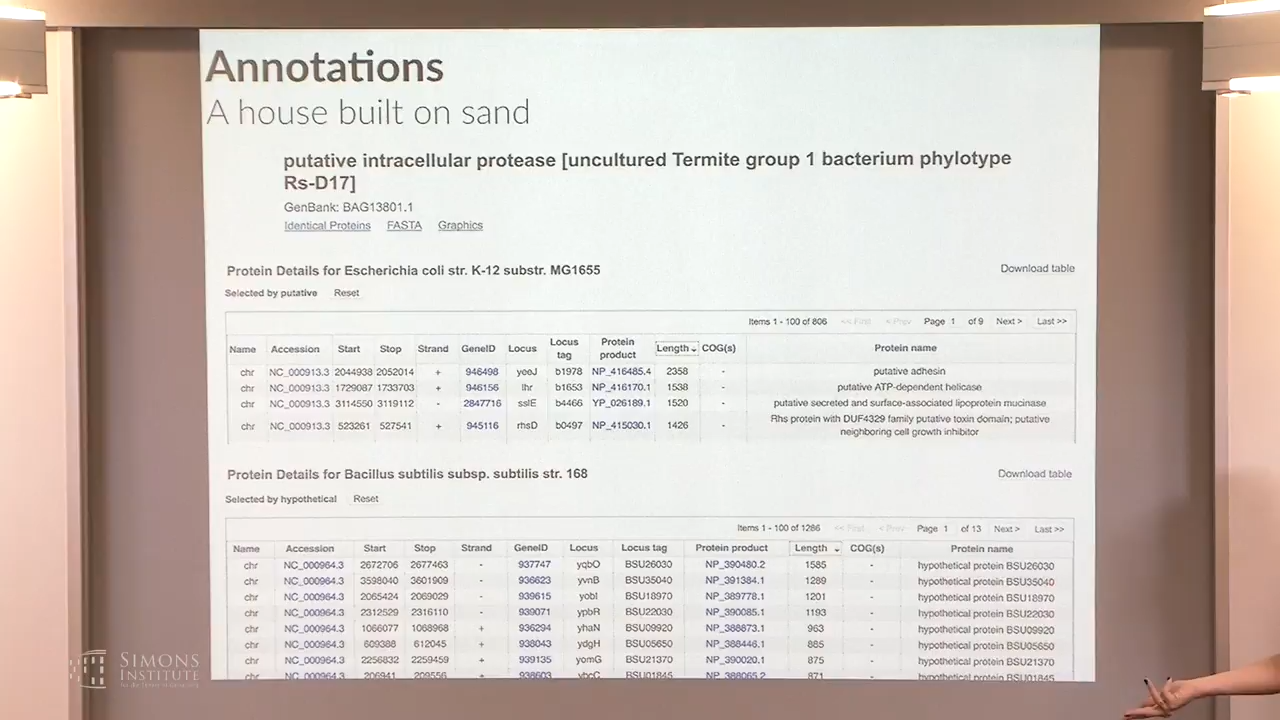 Annotations
A house built on sand
putative intracellular protease [uncultured Termite group 1 bacterium phylotype
Rs-D17]
GenBank: BAG13801.1
Identical Proteins FASTA Graphics
Protein Details for Escherichia coli str. K-12 substr. MG1655 Download table
Selected by putative Reset
Items 1 - 100 of 806 << First < Prev Page 1 of 9 Next > Last >>
Name Accession Start Stop Strand GeneID Locus Locus tag Protein product Length COG(s) Protein name
chr NC_000913.3 2044938 2052014 + 946498 yeeJ b1978 NP_416485.4 2358 - putative adhesin
chr NC_000913.3 1729087 1733703 + 946156 lhr b1653 NP_416170.1 1538 - putative ATP-dependent helicase
chr NC_000913.3 3114550 3119112 - 2847716 sslE b4466 YP_026189.1 1520 - putative secreted and surface-associated lipoprotein mucinase
chr NC_000913.3 523261 527541 + 945116 rhsD b0497 NP_415030.1 1426 - Rhs protein with DUF4329 family putative toxin domain; putative
neighboring cell growth inhibitor
Protein Details for Bacillus subtilis subsp. subtilis str. 168 Download table
Selected by hypothetical Reset
Items 1 - 100 of 1286 << First < Prev Page 1 of 13 Next > Last >>
Name Accession Start Stop Strand GeneID Locus Locus tag Protein product Length COG(s) Protein name
chr NC_000964.3 2672706 2677463 - 937747 yqbO BSU26030 NP_390480.2 1585 - hypothetical protein BSU26030
chr NC_000964.3 3598040 3601909 - 936623 yvnB BSU35040 NP_391384.1 1289 - hypothetical protein BSU35040
chr NC_000964.3 2065424 2069029 - 939615 yobI BSU18970 NP_389778.1 1201 - hypothetical protein BSU18970
chr NC_000964.3 2312529 2316110 - 939071 ypbR BSU22030 NP_390085.1 1193 - hypothetical protein BSU22030
chr NC_000964.3 1066077 1068968 + 936294 yhaN BSU09920 NP_388873.1 963 - hypothetical protein BSU09920
chr NC_000964.3 609388 612045 + 938043 ydgH BSU05650 NP_388446.1 885 - hypothetical protein BSU05650
chr NC_000964.3 2256832 2259459 + 939135 yomG BSU21370 NP_390020.1 875 - hypothetical protein BSU21370
chr NC_000964.3 206941 209556 - 938603 ybcC BSU01845 NP_388065.2 871 - hypothetical protein BSU01845
SIMONS
INSTITUTE